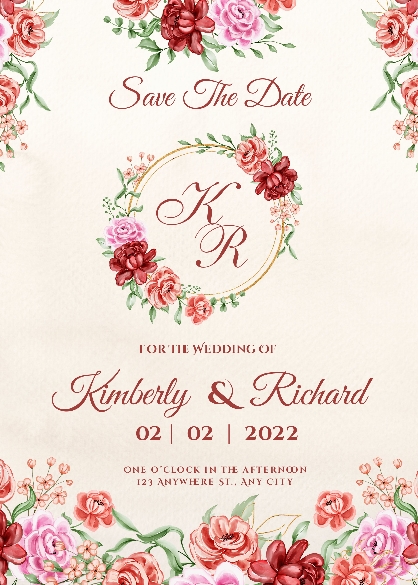 Save The Date
K
R
FOR THE WEDDING OF
Kimberly & Richard
02 | 02 | 2022
ONE O'CLOCK IN THE AFTERNOON
123 ANYWHERE ST., ANY CITY